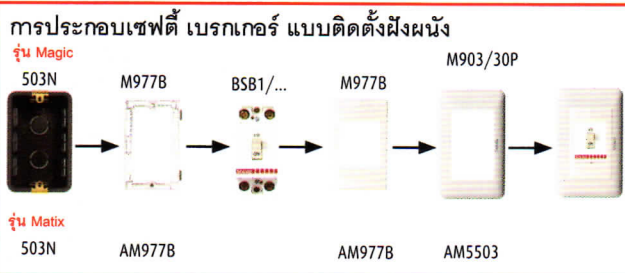 การประกอบเซฟตี้ เบรกเกอร์ แบบติดตั้งฝังผนัง
รุ่น Magic
503N M977B BSB1/... M977B M903/30P
รุ่น Matix
503N AM977B AM977B AM5503